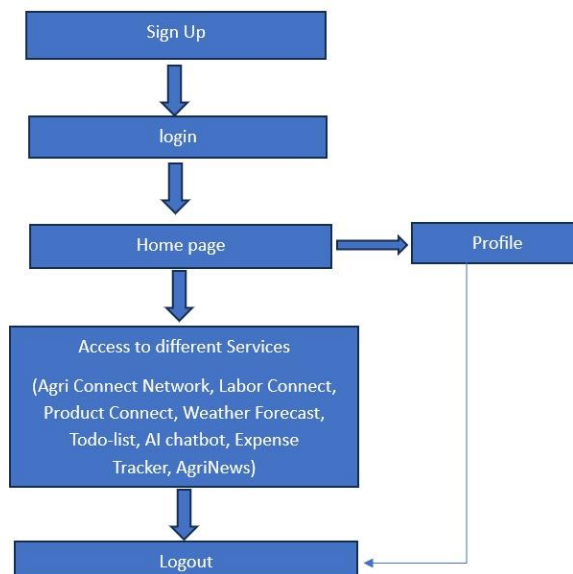 Sign Up
login
Home page
Profile
Access to different Services
(Agri Connect Network, Labor Connect,
Product Connect, Weather Forecast,
Todo-list, AI chatbot, Expense
Tracker, AgriNews)
Logout